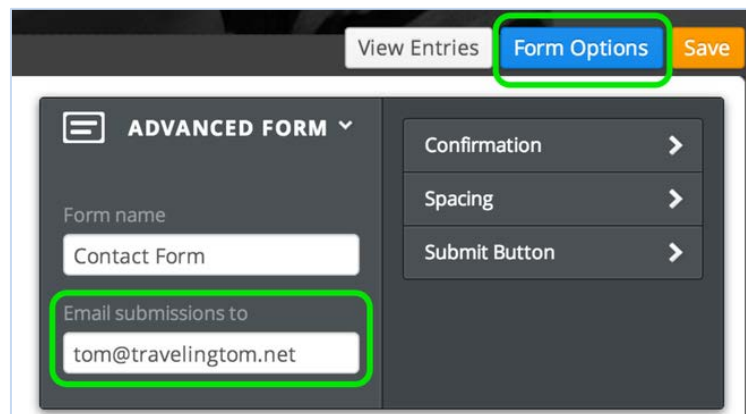 View Entries Form Options Save
ADVANCED FORM
Form name
Contact Form
Email submissions to
tom@travelingtom.net
Confirmation
Spacing
Submit Button